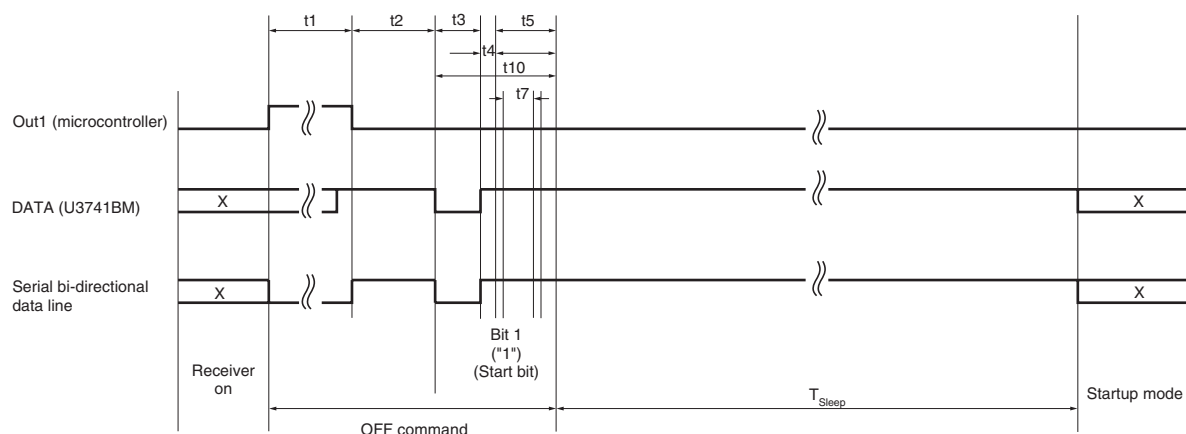 t1
t2
t3
t5
t4
t10
t7
Out1 (microcontroller)
DATA (U3741BM)
X
X
Serial bi-directional
data line
X
X
Bit 1
("1")
(Start bit)
Receiver
on
TSleep
Startup mode
OFF command